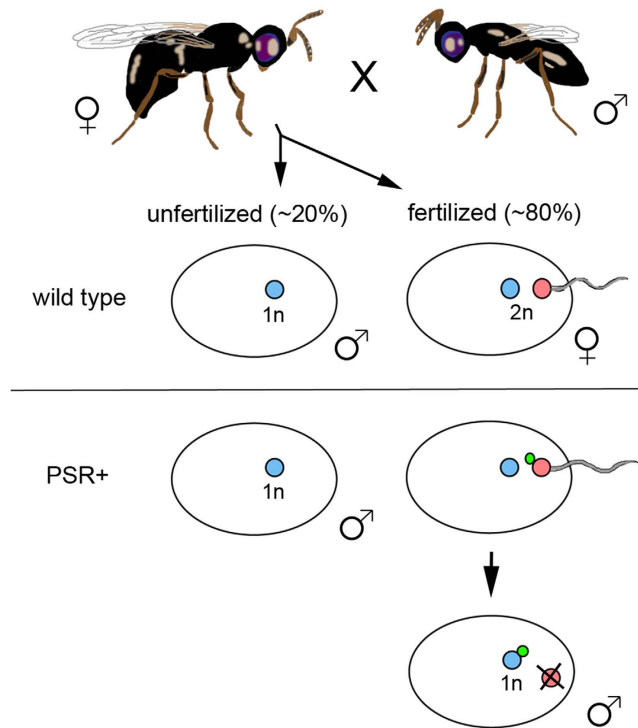 ♀ X ♂
unfertilized (~20%) fertilized (~80%)
wild type 1n ♂ 2n ♀
PSR+ 1n ♂
1n ♂